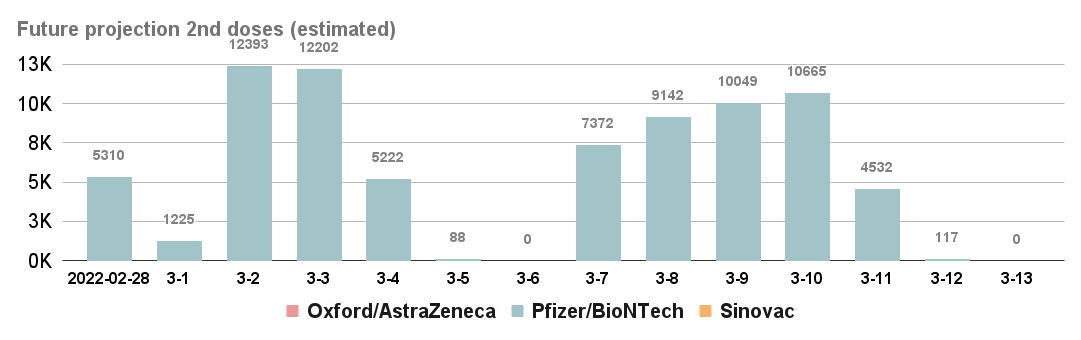 Future projection 2nd doses (estimated)
13K
10K
8K
5K
3K
0K
5310
1225
12393
12202
5222
88
0
7372
9142
10049
10665
4532
117
0
2022-02-28 3-1 3-2 3-3 3-4 3-5 3-6 3-7 3-8 3-9 3-10 3-11 3-12 3-13
Oxford/AstraZeneca Pfizer/BioNTech Sinovac